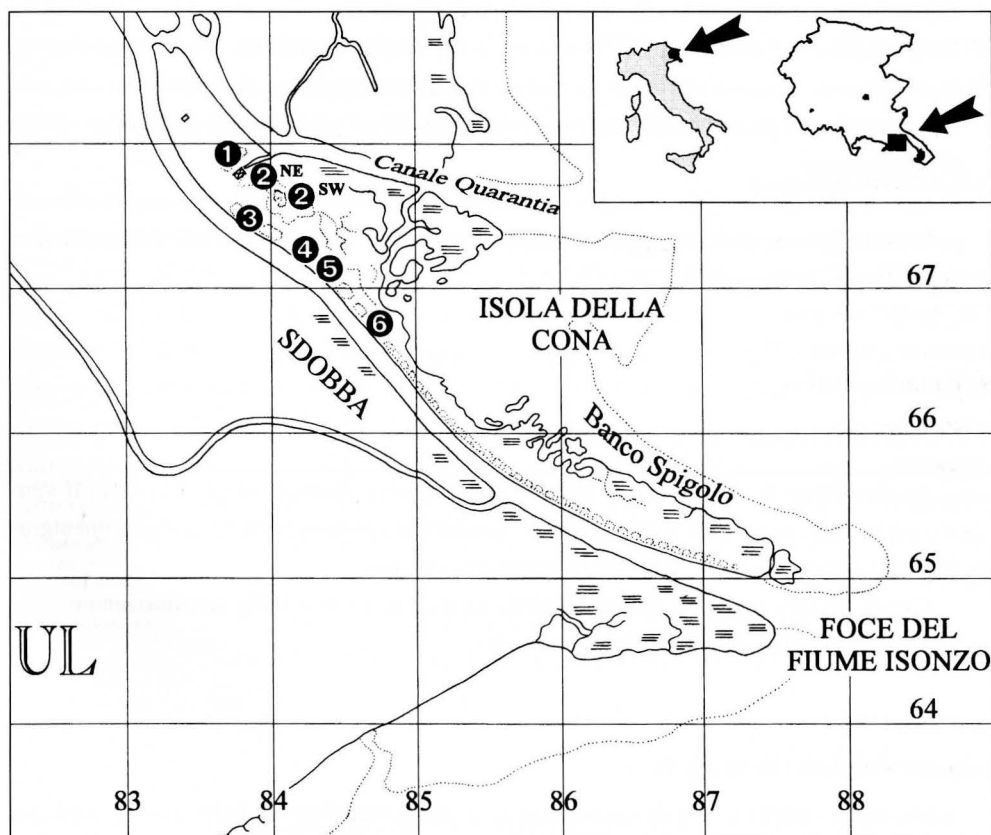 1
2 NE
2 SW
3
4
5
6
Canale Quarantia
67
ISOLA DELLA
CONA
SDOBBA
66
Banco Spigolo
65
UL
FOCE DEL
FIUME ISONZO
64
83 84 85 86 87 88